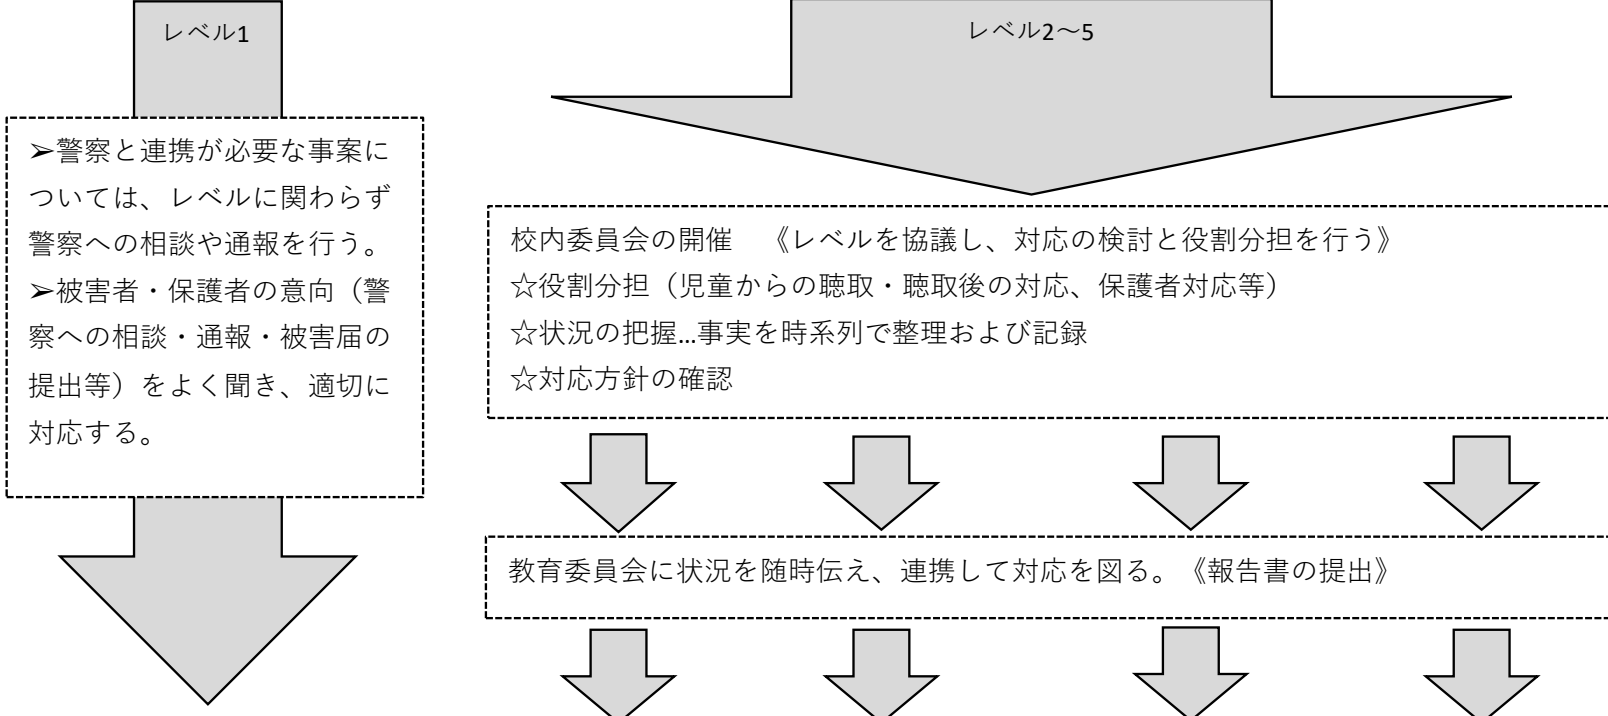 レベル1
レベル2～5
➢警察と連携が必要な事案に
ついては、レベルに関わらず
警察への相談や通報を行う。
➢被害者・保護者の意向（警
察への相談・通報・被害届の
提出等）をよく聞き、適切に
対応する。
校内委員会の開催　《レベルを協議し、対応の検討と役割分担を行う》
☆役割分担（児童からの聴取・聴取後の対応、保護者対応等）
☆状況の把握…事実を時系列で整理および記録
☆対応方針の確認
教育委員会に状況を随時伝え、連携して対応を図る。《報告書の提出》